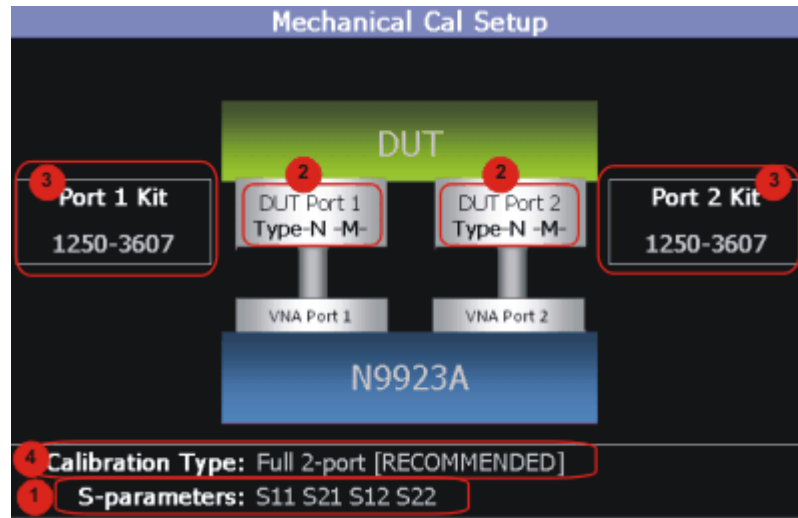 Mechanical Cal Setup
DUT
3
Port 1 Kit
1250-3607
2
DUT Port 1
Type-N -M-
2
DUT Port 2
Type-N -M-
3
Port 2 Kit
1250-3607
VNA Port 1
VNA Port 2
N9923A
4 Calibration Type: Full 2-port [RECOMMENDED]
1 S-parameters: S11 S21 S12 S22